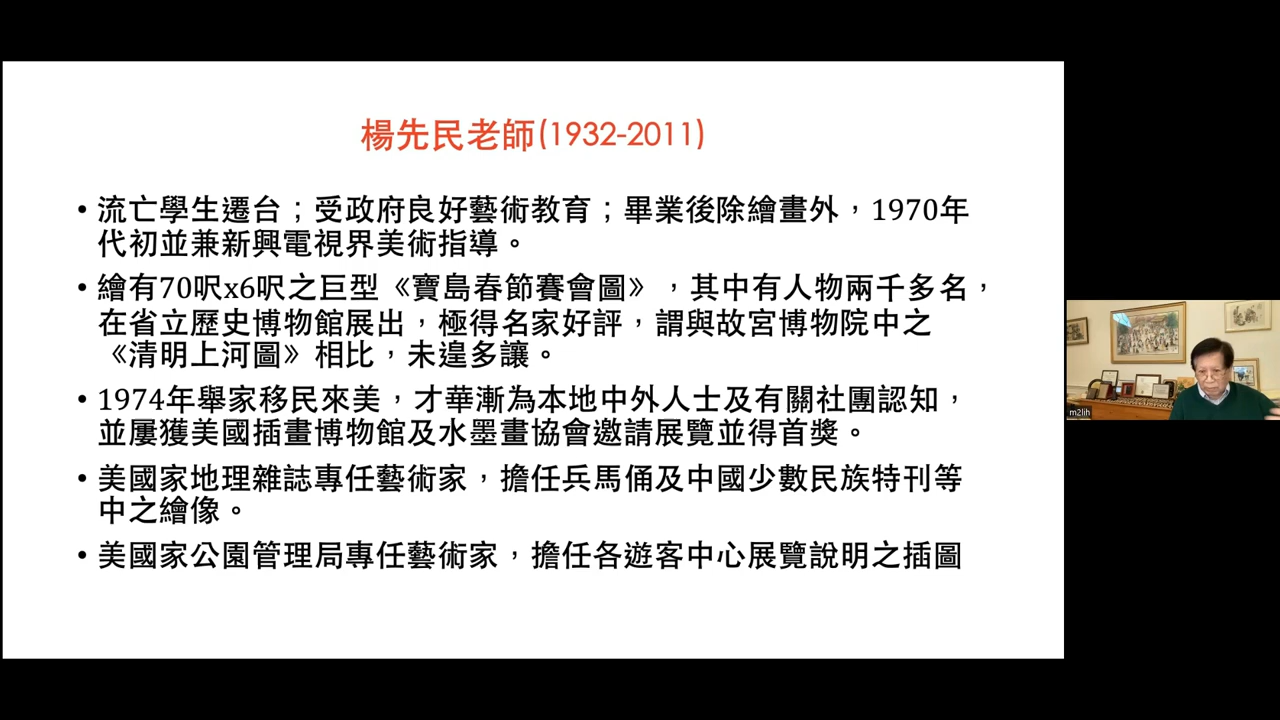 楊先民老師(1932-2011)
• 流亡學生遷台；受政府良好藝術教育；畢業後除繪畫外，1970年
代初並兼新興電視界美術指導。
• 繪有70呎x6呎之巨型《寶島春節賽會圖》，其中有人物兩千多名，
在省立歷史博物館展出，極得名家好評，謂與故宮博物院中之
《清明上河圖》相比，未遑多讓。
• 1974年舉家移民來美，才華漸為本地中外人士及有關社團認知，
並屢獲美國插畫博物館及水墨畫協會邀請展覽並得首獎。
• 美國家地理雜誌專任藝術家，擔任兵馬俑及中國少數民族特刊等
中之繪像。
• 美國家公園管理局專任藝術家，擔任各遊客中心展覽說明之插圖
m2lih